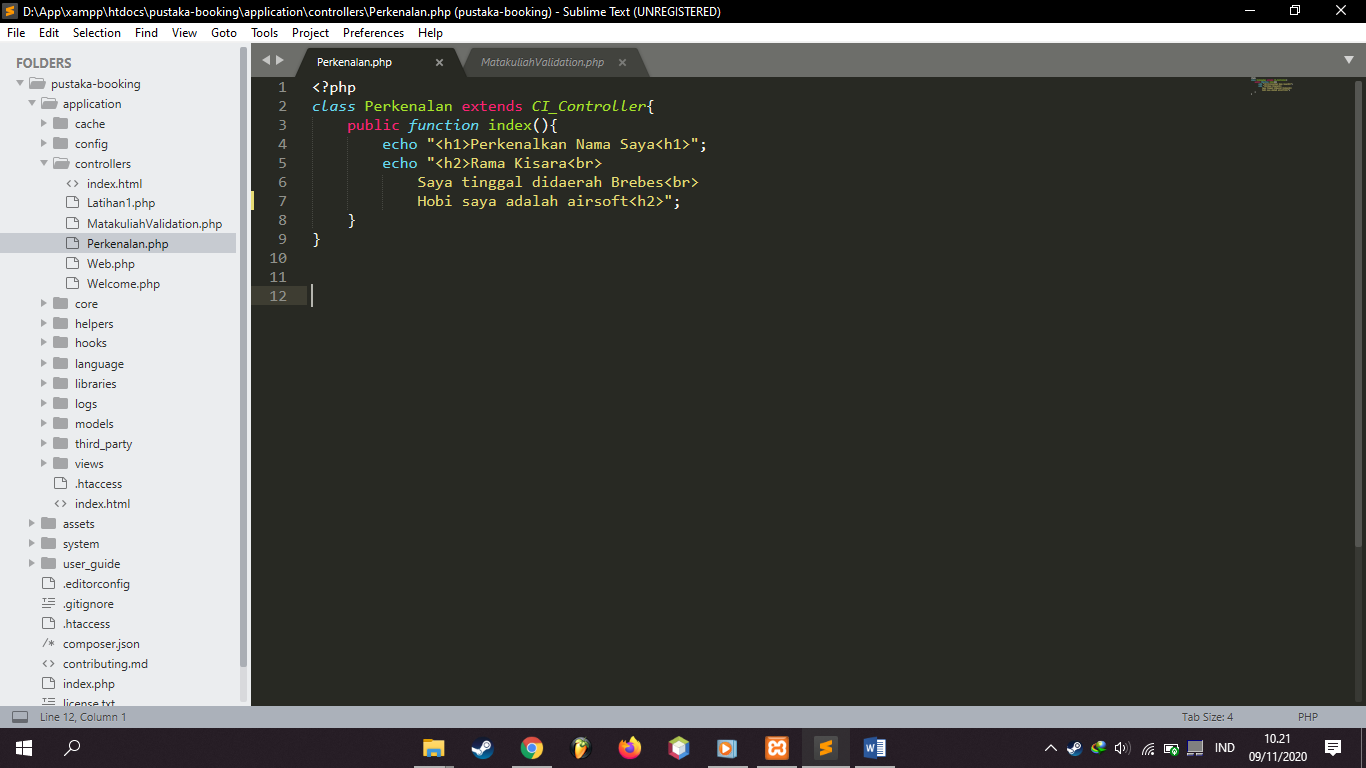 D:\App\xampp\htdocs\pustaka-booking\application\controllers\Perkenalan.php (pustaka-booking) - Sublime Text (UNREGISTERED)
File Edit Selection Find View Goto Tools Project Preferences Help
FOLDERS
pustaka-booking
application
cache
config
controllers
index.html
Latihan1.php
MatakuliahValidation.php
Perkenalan.php
Web.php
Welcome.php
core
helpers
hooks
language
libraries
logs
models
third_party
views
.htaccess
index.html
assets
system
user_guide
.editorconfig
.gitignore
.htaccess
composer.json
contributing.md
index.php
license.txt
Perkenalan.php
MatakuliahValidation.php
1 <?php
2 class Perkenalan extends CI_Controller{
3 public function index(){
4 echo "<h1>Perkenalkan Nama Saya<h1>";
5 echo "<h2>Rama Kisara<br>
6 Saya tinggal didaerah Brebes<br>
7 Hobi saya adalah airsoft<h2>";
8 }
9 }
10
11
12
Line 12, Column 1
Tab Size: 4
PHP
IND
10.21
09/11/2020